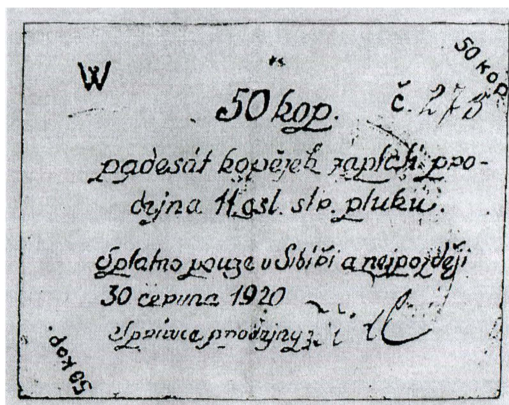 W
50 kop.
50 kop. č. 275
padesát kopějek zaplatí pro-
dejna 11 čsl. stř. pluku.
Splatno pouze v Sibiři a nejpozději
30 června 1920
Správce prodejny
50 kop.